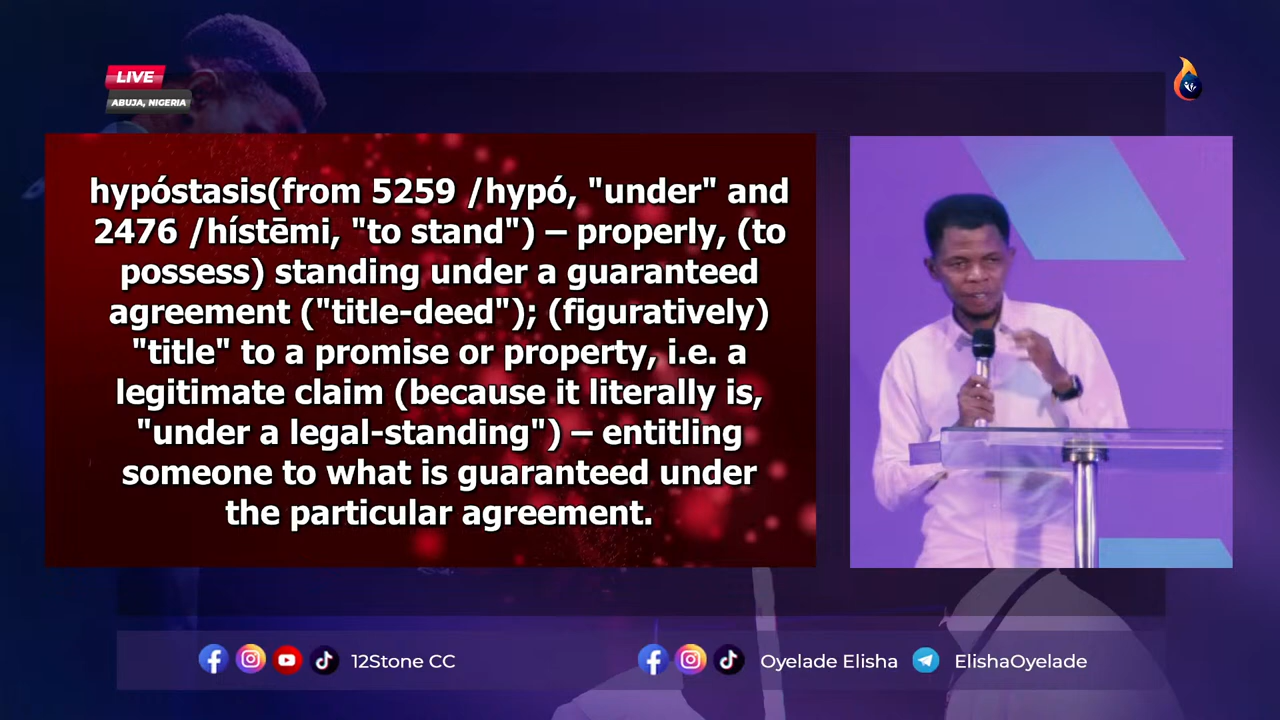 LIVE
ABUJA, NIGERIA
hypóstasis(from 5259 /hypó, "under" and
2476 /hístēmi, "to stand") – properly, (to
possess) standing under a guaranteed
agreement ("title-deed"); (figuratively)
"title" to a promise or property, i.e. a
legitimate claim (because it literally is,
"under a legal-standing") – entitling
someone to what is guaranteed under
the particular agreement.
12Stone CC
Oyelade Elisha
ElishaOyelade